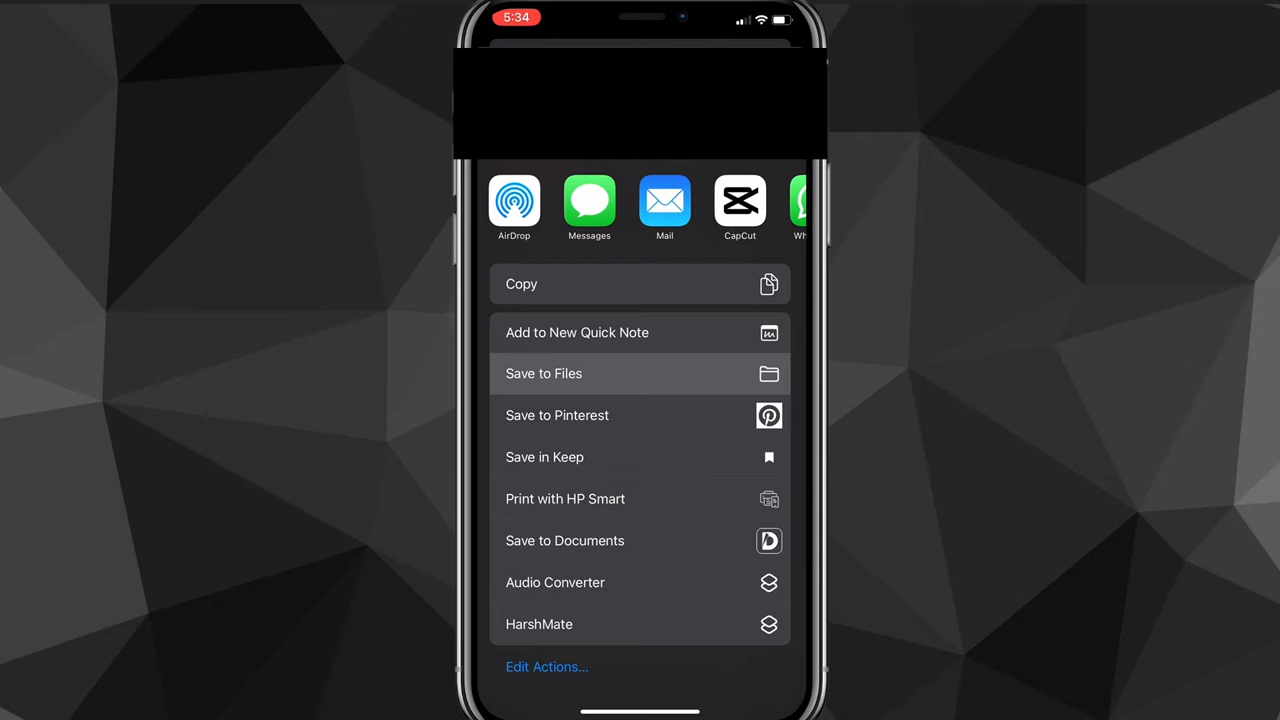 5:34
AirDrop
Messages
Mail
CapCut
Wh
Copy
Add to New Quick Note
Save to Files
Save to Pinterest
Save in Keep
Print with HP Smart
Save to Documents
Audio Converter
HarshMate
Edit Actions...